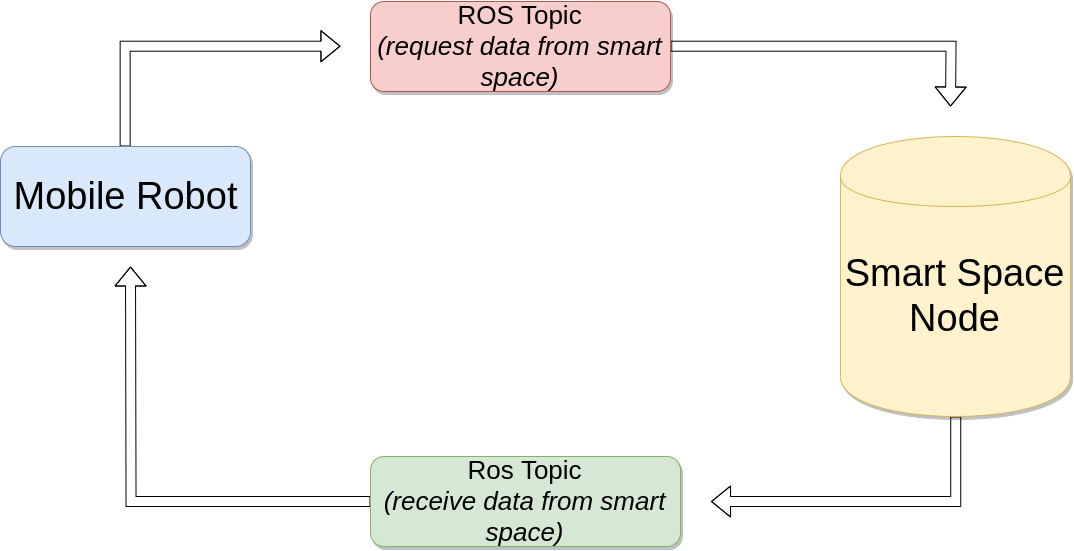 ROS Topic
(request data from smart
space)
Mobile Robot
Smart Space
Node
Ros Topic
(receive data from smart
space)